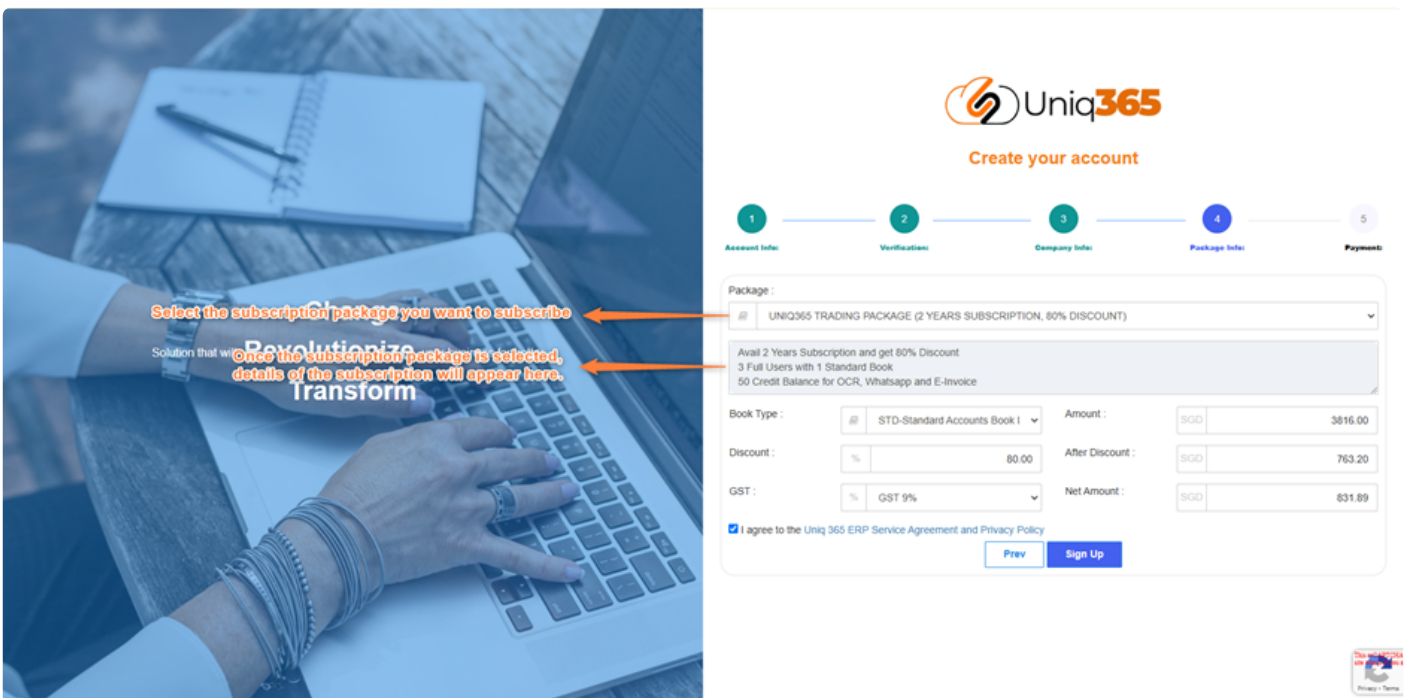 Uniq365
Create your account
1
2
3
4
5
Account Info:
Verification:
Company Info:
Package Info:
Payment:
Package :
UNIQ365 TRADING PACKAGE (2 YEARS SUBSCRIPTION, 80% DISCOUNT)
Avail 2 Years Subscription and get 80% Discount
3 Full Users with 1 Standard Book
50 Credit Balance for OCR, Whatsapp and E-Invoice
Book Type :
STD-Standard Accounts Book I
Amount :
SGD
3816.00
Discount :
%
80.00
After Discount :
SGD
763.20
GST :
%
GST 9%
Net Amount :
SGD
831.89
I agree to the Uniq 365 ERP Service Agreement and Privacy Policy
Prev
Sign Up
Select the subscription package you want to subscribe
Solution that
Revolutionize
Once the subscription package is selected,
details of the subscription will appear here.
Transform
Privacy - Terms